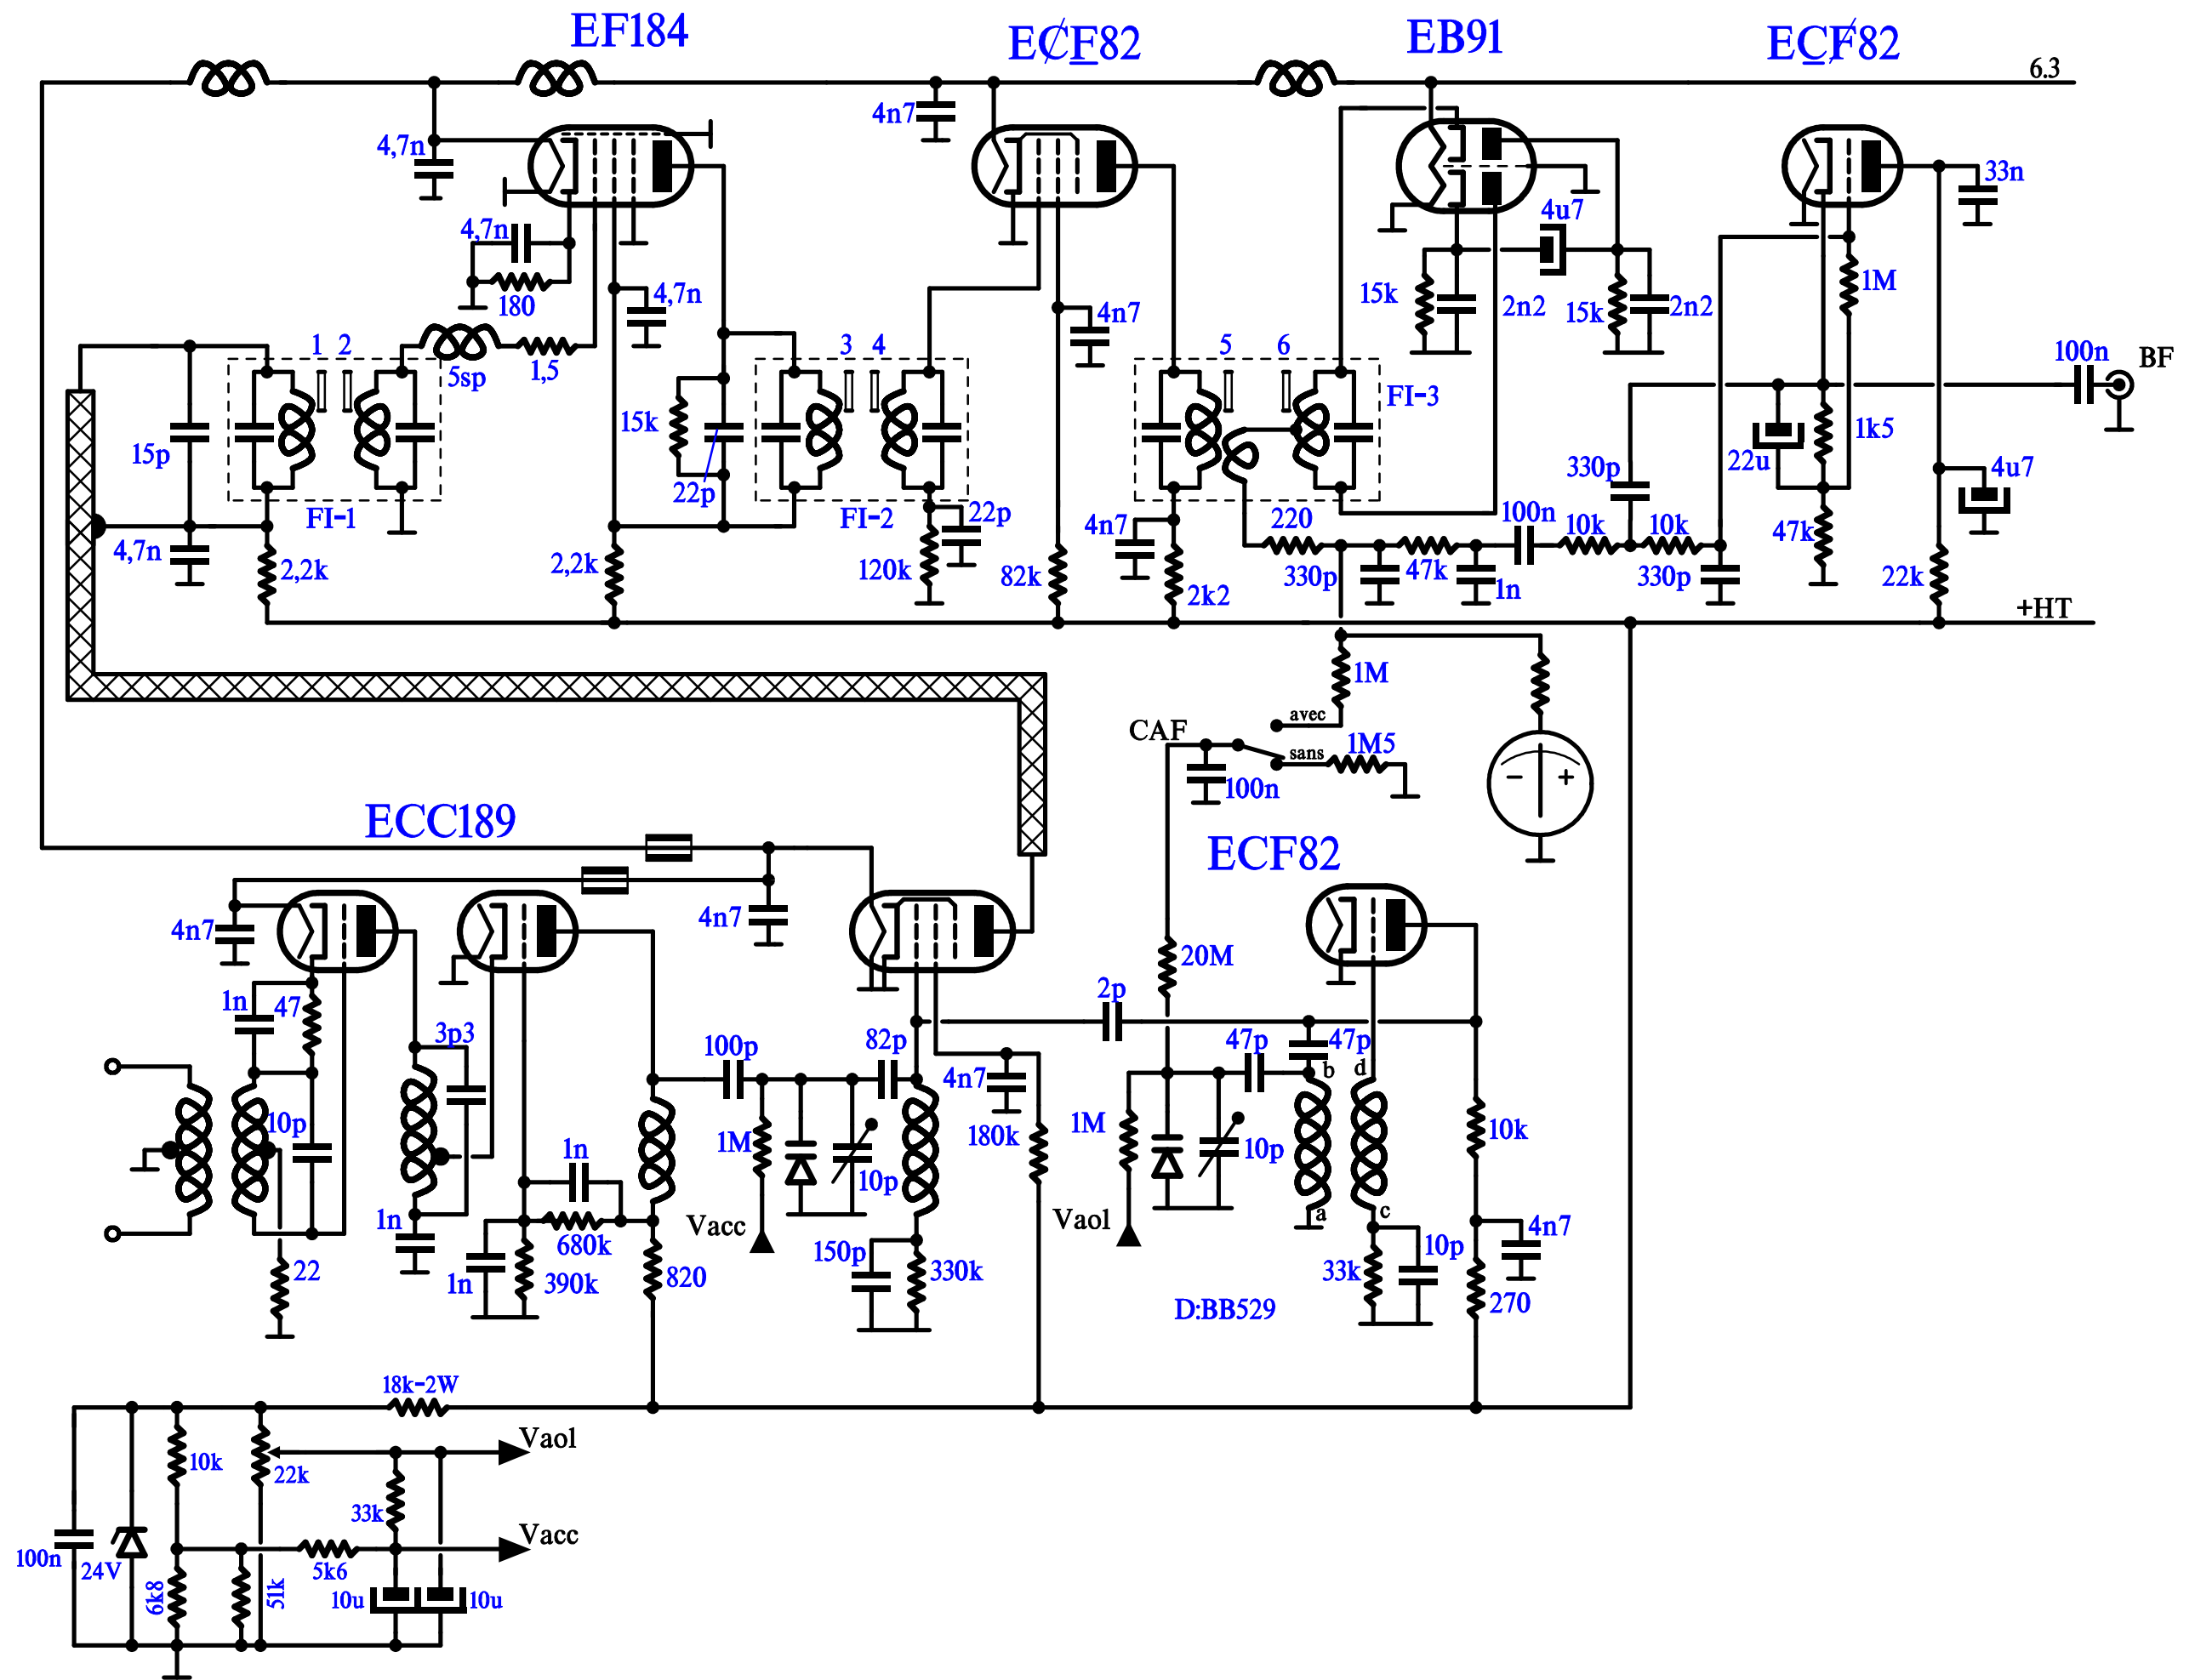 EF184
ECF82
EB91
ECF82
6.3
4n7
4,7n
33n
4u7
4,7n
180
4,7n
4n7
15k
2n2
15k
2n2
1M
1 2
5sp
1,5
3 4
5 6
100n
BF
FI-3
15p
15k
22p
1k5
22u
330p
4u7
FI-1
FI-2
22p
4n7
220
100n
10k
10k
47k
4,7n
2,2k
2,2k
120k
82k
2k2
330p
47k
1n
330p
22k
+HT
1M
CAF
avec
sans
1M5
100n
ECC189
ECF82
4n7
4n7
20M
1n
47
3p3
100p
82p
2p
47p
47p
b
d
4n7
10p
1n
1M
10p
180k
1M
10p
10k
1n
680k
Vacc
Vaol
a
c
1n
390k
22
820
150p
330k
33k
10p
4n7
D:BB529
270
18k-2W
Vaol
10k
22k
33k
Vacc
100n
24V
6k8
51k
5k6
10u
10u